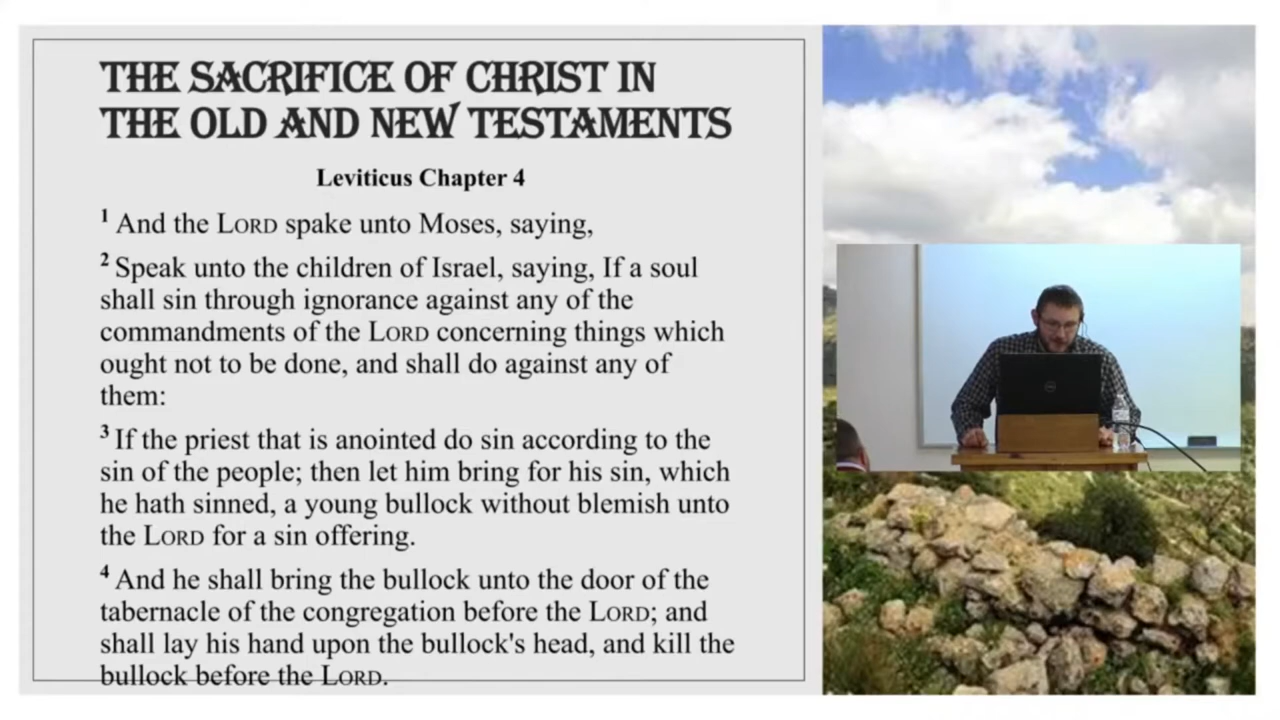 THE SACRIFICE OF CHRIST IN
THE OLD AND NEW TESTAMENTS
Leviticus Chapter 4
1 And the LORD spake unto Moses, saying,
2 Speak unto the children of Israel, saying, If a soul
shall sin through ignorance against any of the
commandments of the LORD concerning things which
ought not to be done, and shall do against any of
them:
3 If the priest that is anointed do sin according to the
sin of the people; then let him bring for his sin, which
he hath sinned, a young bullock without blemish unto
the LORD for a sin offering.
4 And he shall bring the bullock unto the door of the
tabernacle of the congregation before the LORD; and
shall lay his hand upon the bullock's head, and kill the
bullock before the LORD.